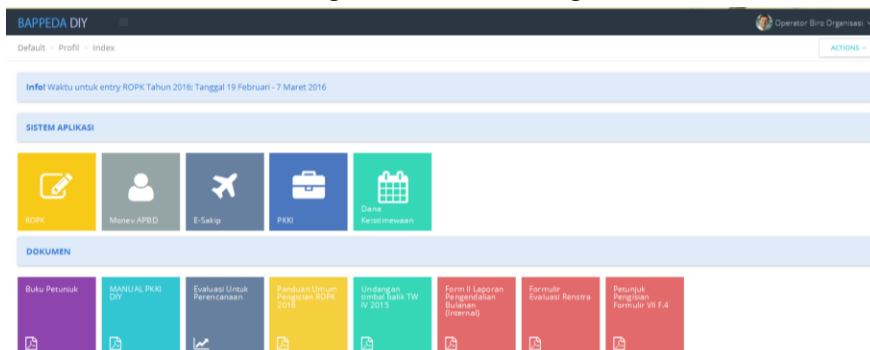 BAPPEDA DIY
Operator Biro Organisasi
Default - Profil - Index
ACTIONS
Info! Waktu untuk entry ROPK Tahun 2016: Tanggal 19 Februari - 7 Maret 2016
SISTEM APLIKASI
ROPK
Monev APBD
E-Sakip
PKKI
Dana
Keistimewaan
DOKUMEN
Buku Petunjuk
MANUAL PKKI
DIY
Evaluasi Untuk
Perencanaan
Panduan Umum
Pengisian ROPK
2016
Undangan
timbal balik TW
IV 2015
Form II Laporan
Pengendalian
Bulanan
(Internal)
Formulir
Evaluasi Renstra
Petunjuk
Pengisian
Formulir VII F.4